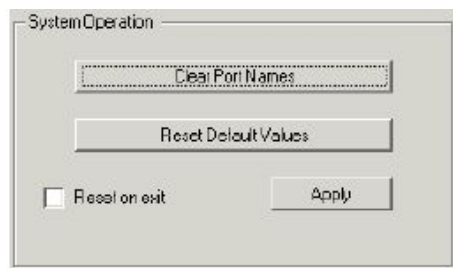 System Operation
Clear Port Names
Reset Default Values
Reset on exit
Apply